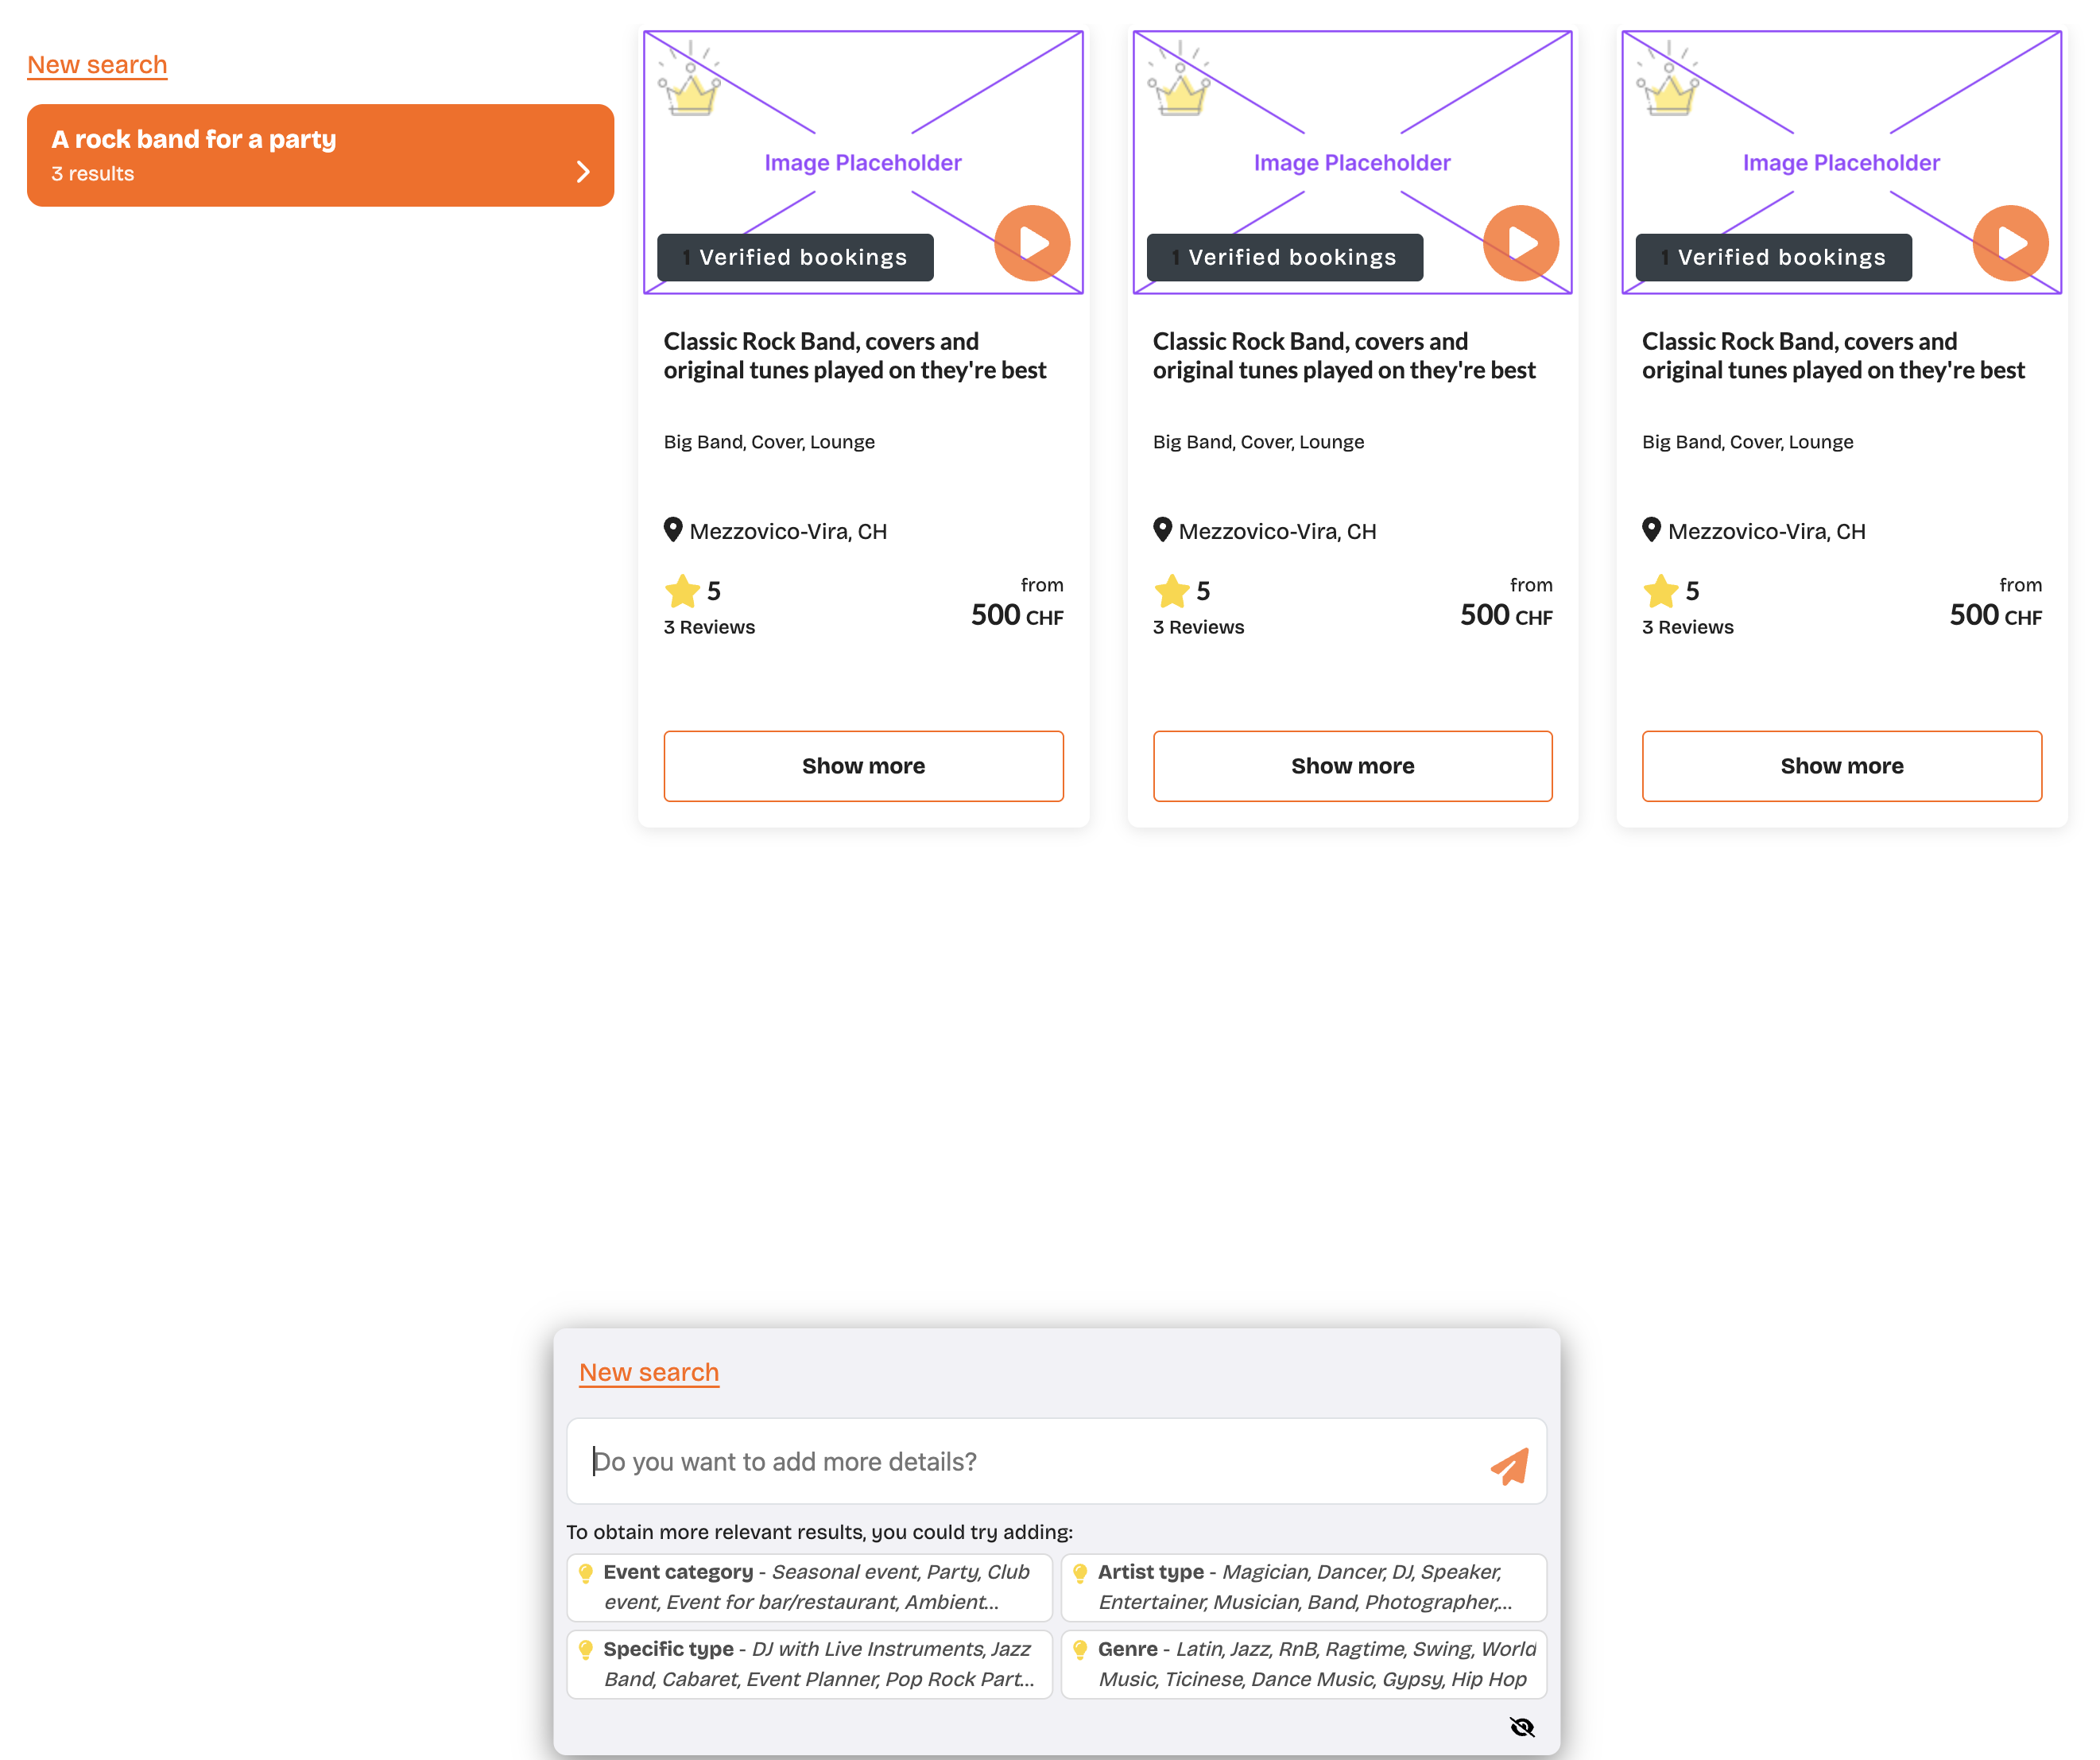 New search
A rock band for a party
3 results
Image Placeholder
1 Verified bookings
Classic Rock Band, covers and
original tunes played on they're best
Big Band, Cover, Lounge
Mezzovico-Vira, CH
5
3 Reviews
from
500 CHF
Show more
Image Placeholder
1 Verified bookings
Classic Rock Band, covers and
original tunes played on they're best
Big Band, Cover, Lounge
Mezzovico-Vira, CH
5
3 Reviews
from
500 CHF
Show more
Image Placeholder
1 Verified bookings
Classic Rock Band, covers and
original tunes played on they're best
Big Band, Cover, Lounge
Mezzovico-Vira, CH
5
3 Reviews
from
500 CHF
Show more
New search
Do you want to add more details?
To obtain more relevant results, you could try adding:
Event category - Seasonal event, Party, Club
event, Event for bar/restaurant, Ambient...
Artist type - Magician, Dancer, DJ, Speaker,
Entertainer, Musician, Band, Photographer,...
Specific type - DJ with Live Instruments, Jazz
Band, Cabaret, Event Planner, Pop Rock Part...
Genre - Latin, Jazz, RnB, Ragtime, Swing, World
Music, Ticinese, Dance Music, Gypsy, Hip Hop